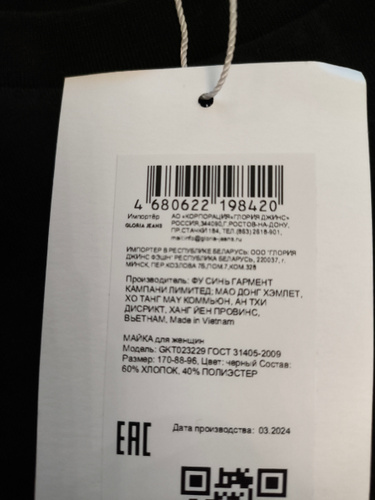 4 680622 198420
Импортёр
GLORIA JEANS
АО «КОРПОРАЦИЯ«ГЛОРИЯ ДЖИНС»
РОССИЯ,344090,Г.РОСТОВ-НА-ДОНУ,
ПР.СТАЧКИ 184, ТЕЛ.(863) 2618-901,
mail:info@gloria-jeans.ru
ИМПОРТЕР В РЕСПУБЛИКЕ БЕЛАРУСЬ: ООО "ГЛОРИЯ
ДЖИНС ФЭШН" РЕСПУБЛИКА БЕЛАРУСЬ, 220037, г.
МИНСК, ПЕР.КОЗЛОВА 7Б,ПОМ.7,КОМ.328
Производитель: ФУ СИНЬ ГАРМЕНТ
КАМПАНИ ЛИМИТЕД; МАО ДОНГ ХЭМЛЕТ,
ХО ТАНГ МАУ КОММЬЮН, АН ТХИ
ДИСРИКТ, ХАНГ ЙЕН ПРОВИНС,
ВЬЕТНАМ, Made in Vietnam
МАЙКА для женщин
Модель: GKT023229 ГОСТ 31405-2009
Размер: 170-88-96, Цвет: черный Состав:
60% ХЛОПОК, 40% ПОЛИЭСТЕР
EAC
Дата производства: 03.2024